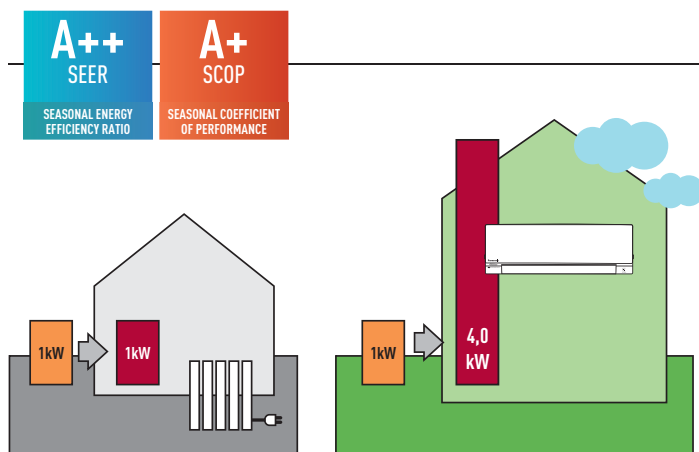 A++
SEER
SEASONAL ENERGY
EFFICIENCY RATIO
A+
SCOP
SEASONAL COEFFICIENT
OF PERFORMANCE
1kW
1kW
1kW
4,0
kW